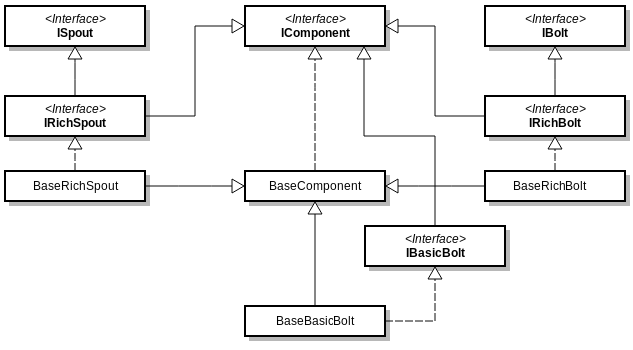 <Interface>
ISpout
<Interface>
IComponent
<Interface>
IBolt
<Interface>
IRichSpout
<Interface>
IRichBolt
BaseRichSpout
BaseComponent
BaseRichBolt
<Interface>
IBasicBolt
BaseBasicBolt